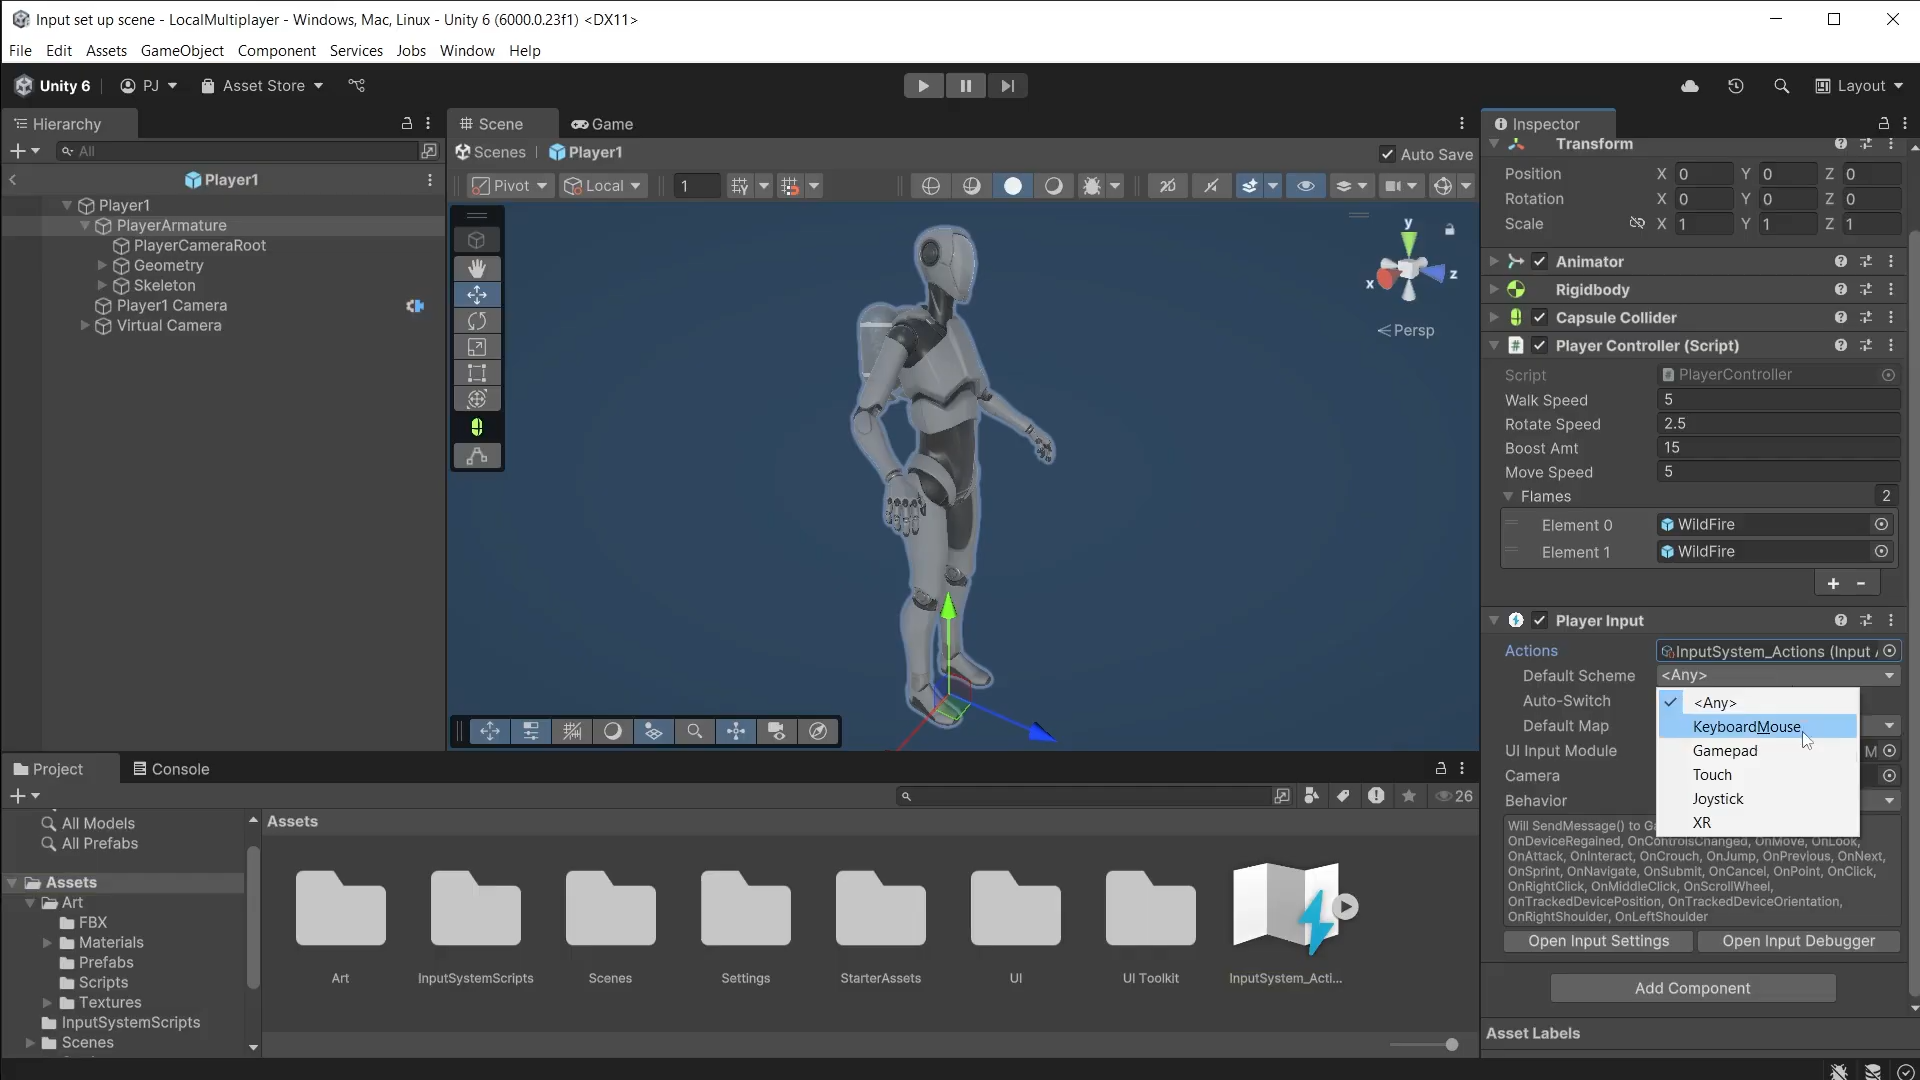 Input set up scene - LocalMultiplayer - Windows, Mac, Linux - Unity 6 (6000.0.23f1) <DX11>
File Edit Assets GameObject Component Services Jobs Window Help
Unity 6 PJ Asset Store Layout
Hierarchy
All
Player1
Player1
PlayerArmature
PlayerCameraRoot
Geometry
Skeleton
Player1 Camera
Virtual Camera
Scene Game
Scenes Player1 Auto Save
Pivot Local 1 2D
y
x z
Persp
Inspector
Transform
Position X 0 Y 0 Z 0
Rotation X 0 Y 0 Z 0
Scale X 1 Y 1 Z 1
Animator
Rigidbody
Capsule Collider
Player Controller (Script)
Script PlayerController
Walk Speed 5
Rotate Speed 2.5
Boost Amt 15
Move Speed 5
Flames 2
Element 0 WildFire
Element 1 WildFire
+ -
Player Input
Actions InputSystem_Actions (Input
Default Scheme <Any>
Auto-Switch <Any>
Default Map KeyboardMouse
UI Input Module Gamepad M
Camera Touch
Behavior Joystick
XR
Will SendMessage() to G
OnDeviceRegained, OnControlsChanged, OnMove, OnLook,
OnAttack, OnInteract, OnCrouch, OnJump, OnPrevious, OnNext,
OnSprint, OnNavigate, OnSubmit, OnCancel, OnPoint, OnClick,
OnRightClick, OnMiddleClick, OnScrollWheel,
OnTrackedDevicePosition, OnTrackedDeviceOrientation,
OnRightShoulder, OnLeftShoulder
Open Input Settings Open Input Debugger
Add Component
Asset Labels
Project Console
26
All Models
All Prefabs
Assets
Art
FBX
Materials
Prefabs
Scripts
Textures
InputSystemScripts
Scenes
Assets
Art InputSystemScripts Scenes Settings StarterAssets UI UI Toolkit InputSystem_Acti...